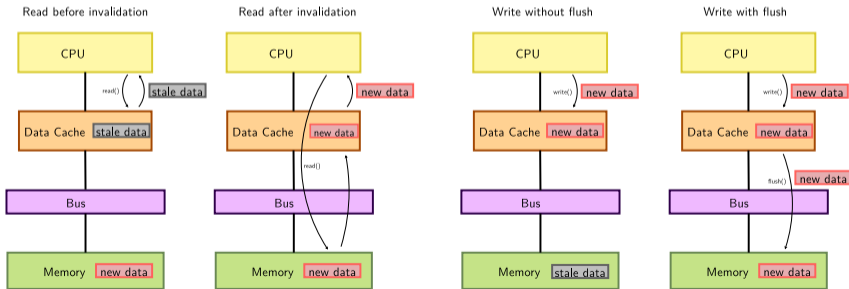 Read before invalidation
CPU
read()
stale data
Data Cache
stale data
Bus
Memory
new data
Read after invalidation
CPU
new data
Data Cache
new data
read()
Bus
Memory
new data
Write without flush
CPU
write()
new data
Data Cache
new data
Bus
Memory
stale data
Write with flush
CPU
write()
new data
Data Cache
new data
flush()
new data
Bus
Memory
new data